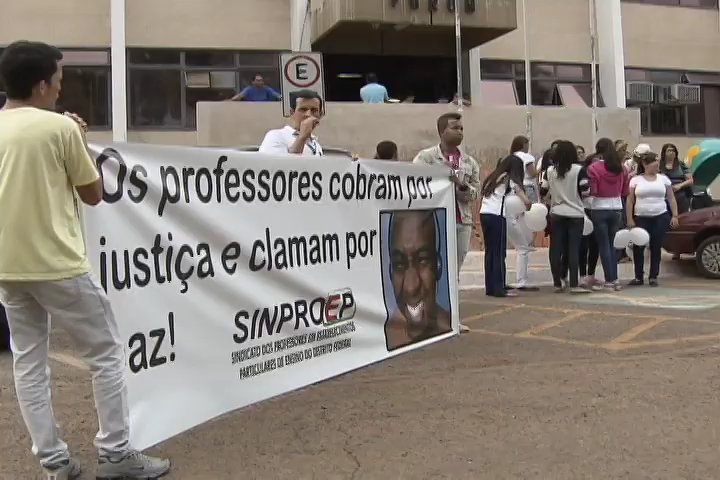 E
Os professores cobram por
justiça e clamam por
az!
SINPROEP
SINDICATO DOS PROFESSORES EM ESTABELECIMENTOS
PARTICULARES DE ENSINO DO DISTRITO FEDERAL